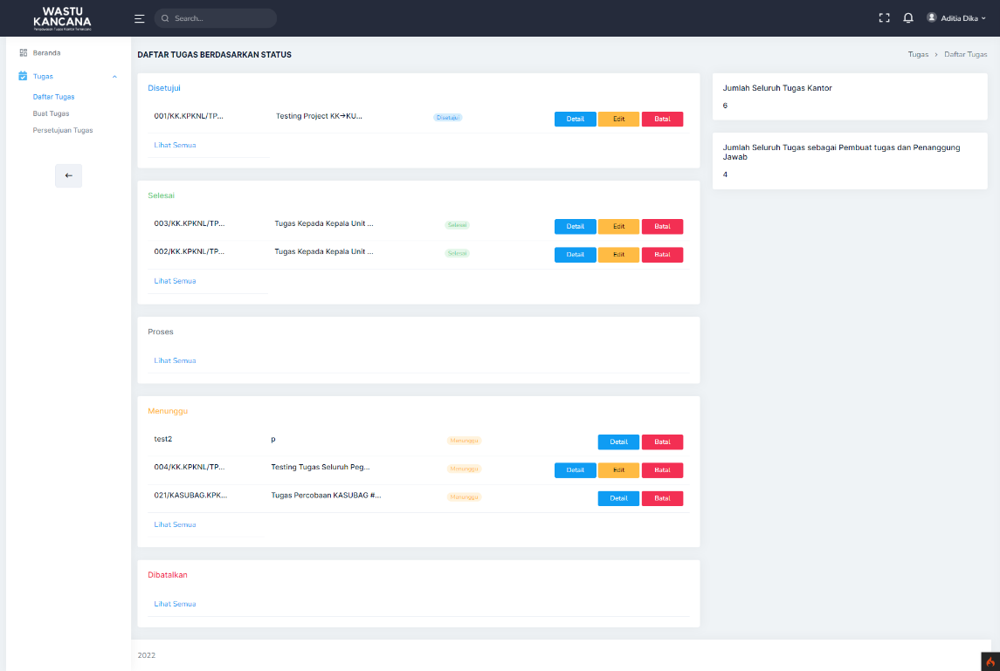 WASTU
KANCANA
Pengawasan Tugas Kantor Terencana
Search...
Aditia Dika
Beranda
Tugas
Daftar Tugas
Buat Tugas
Persetujuan Tugas
DAFTAR TUGAS BERDASARKAN STATUS
Tugas > Daftar Tugas
Disetujui
001/KK.KPKNL/TP... Testing Project KK→KU... Disetujui Detail Edit Batal
Lihat Semua
Selesai
003/KK.KPKNL/TP... Tugas Kepada Kepala Unit ... Selesai Detail Edit Batal
002/KK.KPKNL/TP... Tugas Kepada Kepala Unit ... Selesai Detail Edit Batal
Lihat Semua
Proses
Lihat Semua
Menunggu
test2 p Menunggu Detail Batal
004/KK.KPKNL/TP... Testing Tugas Seluruh Peg... Menunggu Detail Edit Batal
021/KASUBAG.KPK... Tugas Percobaan KASUBAG #... Menunggu Detail Batal
Lihat Semua
Dibatalkan
Lihat Semua
Jumlah Seluruh Tugas Kantor
6
Jumlah Seluruh Tugas sebagai Pembuat tugas dan Penanggung
Jawab
4
2022